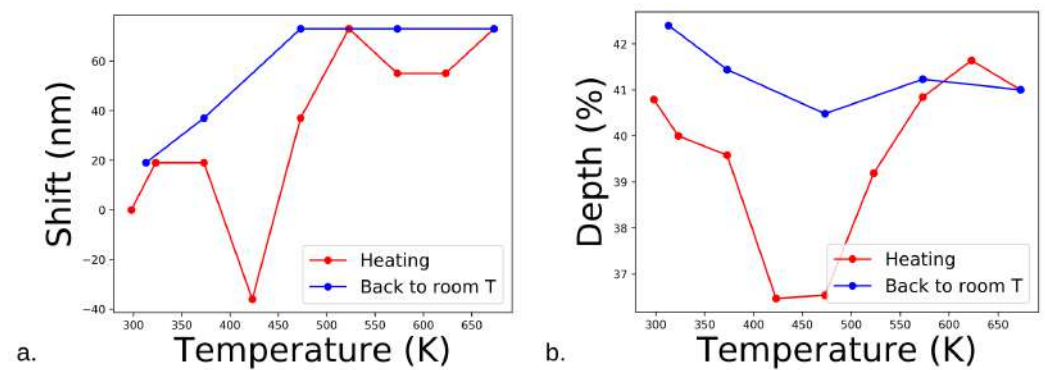 Shift (nm)
60
40
20
0
−20
−40
300
350
400
450
500
550
600
650
Temperature (K)
Heating
Back to room T
a.
Depth (%)
42
41
40
39
38
37
300
350
400
450
500
550
600
650
Temperature (K)
Heating
Back to room T
b.